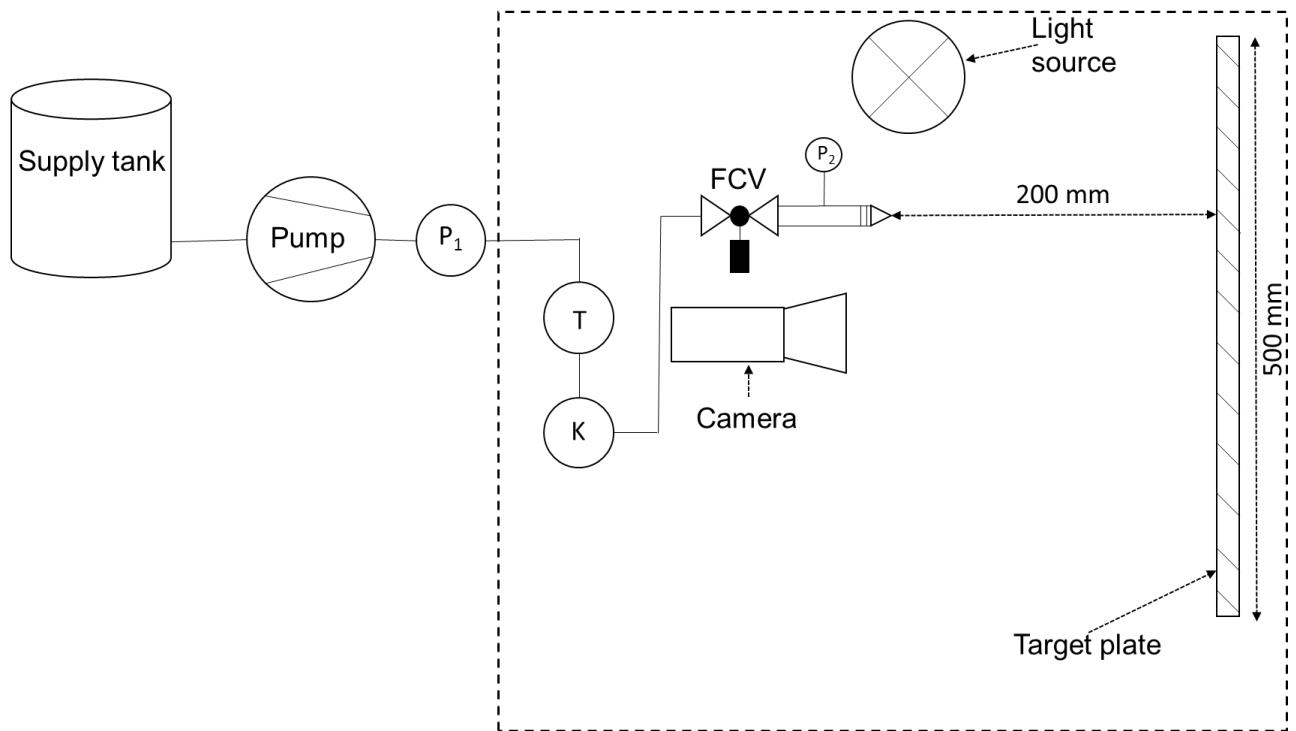 Light
source
Supply tank
P2
FCV
200 mm
Pump
P1
T
500 mm
Camera
K
Target plate